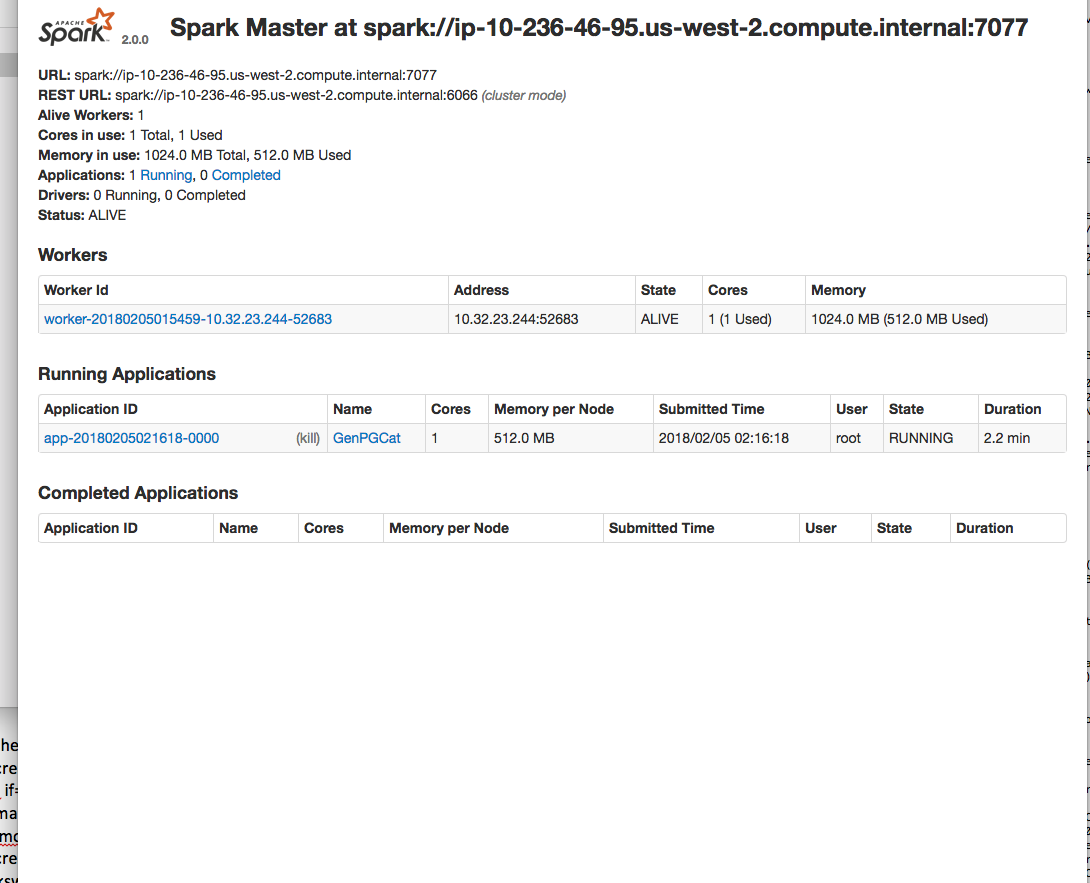 APACHE Spark 2.0.0 Spark Master at spark://ip-10-236-46-95.us-west-2.compute.internal:7077
URL: spark://ip-10-236-46-95.us-west-2.compute.internal:7077
REST URL: spark://ip-10-236-46-95.us-west-2.compute.internal:6066 (cluster mode)
Alive Workers: 1
Cores in use: 1 Total, 1 Used
Memory in use: 1024.0 MB Total, 512.0 MB Used
Applications: 1 Running, 0 Completed
Drivers: 0 Running, 0 Completed
Status: ALIVE
Workers
Worker Id Address State Cores Memory
worker-20180205015459-10.32.23.244-52683 10.32.23.244:52683 ALIVE 1 (1 Used) 1024.0 MB (512.0 MB Used)
Running Applications
Application ID Name Cores Memory per Node Submitted Time User State Duration
app-20180205021618-0000 (kill) GenPGCat 1 512.0 MB 2018/02/05 02:16:18 root RUNNING 2.2 min
Completed Applications
Application ID Name Cores Memory per Node Submitted Time User State Duration